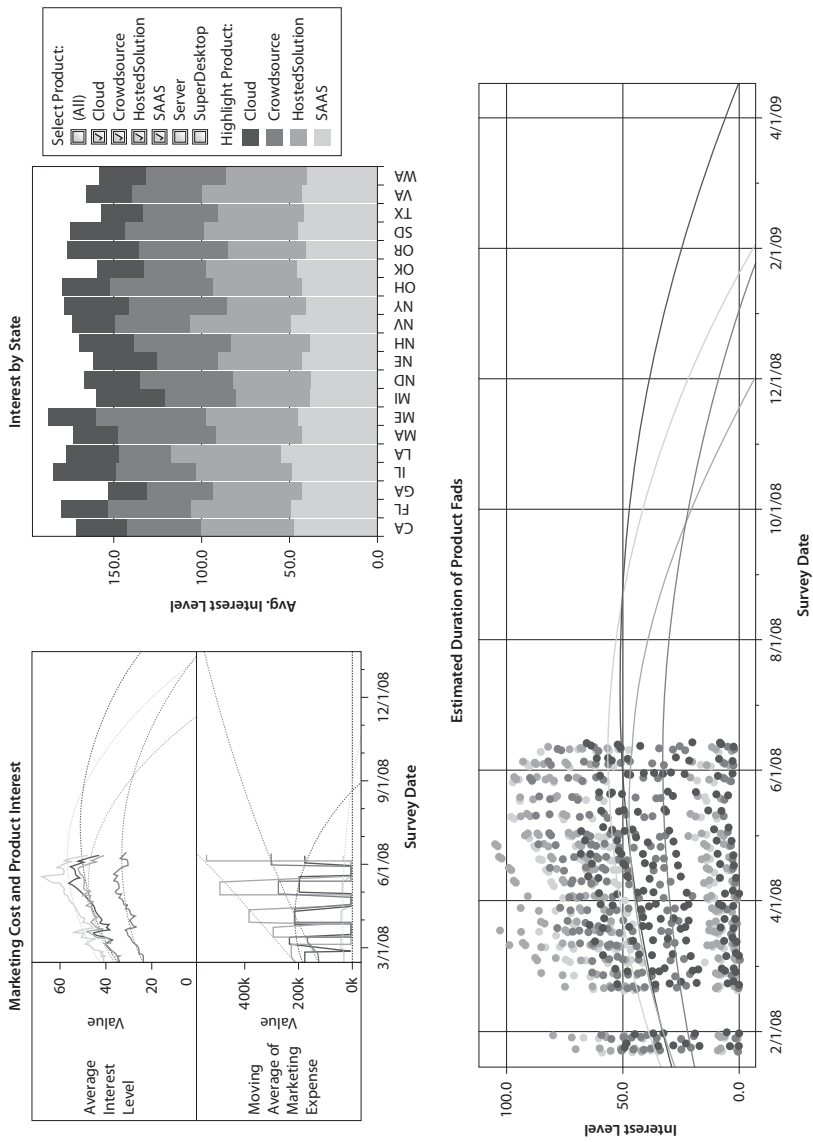 Marketing Cost and Product Interest
Average
Interest
Level
Value
60
40
20
0
Moving
Average of
Marketing
Expense
Value
400k
200k
0k
3/1/08
6/1/08
9/1/08
12/1/08
Survey Date
Interest by State
Avg. Interest Level
150.0
100.0
50.0
0.0
CA
FL
GA
IL
LA
MA
ME
MI
ND
NE
NH
NV
NY
OH
OK
OR
SD
TX
VA
WA
Select Product:
(All)
Cloud
Crowdsource
HostedSolution
SAAS
Server
SuperDesktop
Highlight Product:
Cloud
Crowdsource
HostedSolution
SAAS
Estimated Duration of Product Fads
Interest Level
100.0
50.0
0.0
2/1/08
4/1/08
6/1/08
8/1/08
10/1/08
12/1/08
2/1/09
4/1/09
Survey Date